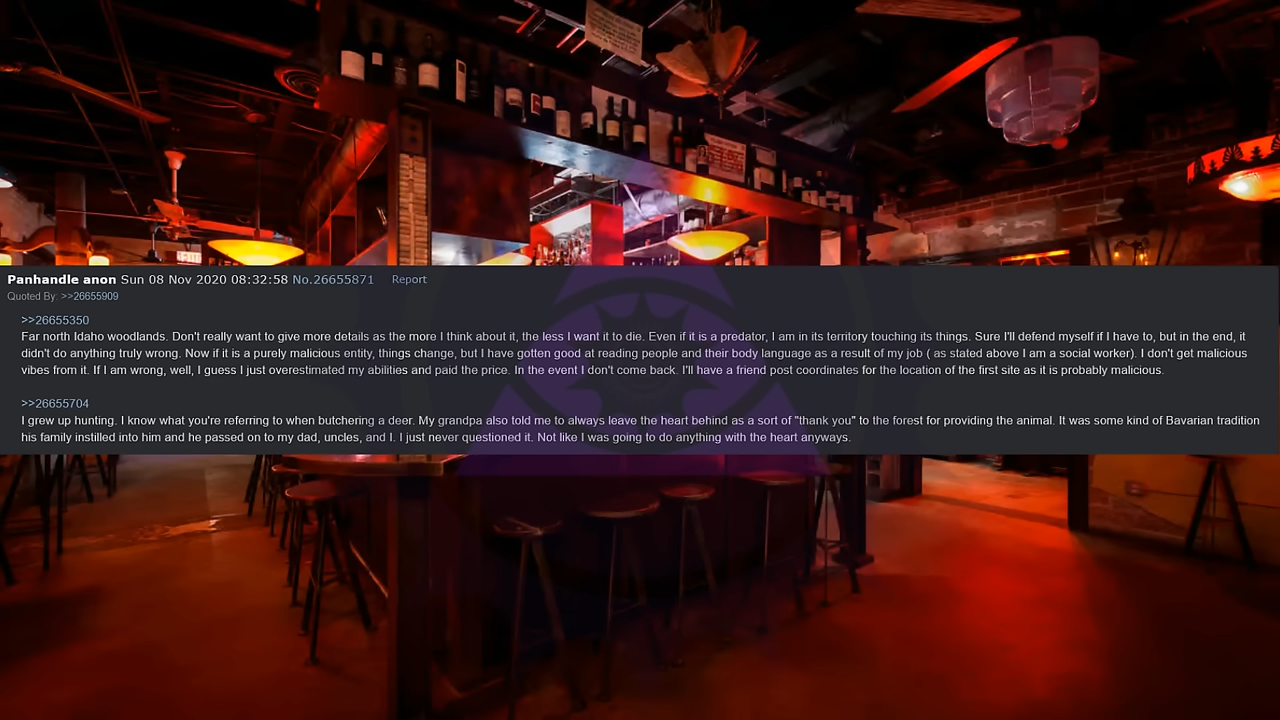 Panhandle anon Sun 08 Nov 2020 08:32:58 No.26655871 Report
Quoted By: >>26655909
>>26655350
Far north Idaho woodlands. Don't really want to give more details as the more I think about it, the less I want it to die. Even if it is a predator, I am in its territory touching its things. Sure I'll defend myself if I have to, but in the end, it
didn't do anything truly wrong. Now if it is a purely malicious entity, things change, but I have gotten good at reading people and their body language as a result of my job ( as stated above I am a social worker). I don't get malicious
vibes from it. If I am wrong, well, I guess I just overestimated my abilities and paid the price. In the event I don't come back. I'll have a friend post coordinates for the location of the first site as it is probably malicious.
>>26655704
I grew up hunting. I know what you're referring to when butchering a deer. My grandpa also told me to always leave the heart behind as a sort of "thank you" to the forest for providing the animal. It was some kind of Bavarian tradition
his family instilled into him and he passed on to my dad, uncles, and I. I just never questioned it. Not like I was going to do anything with the heart anyways.